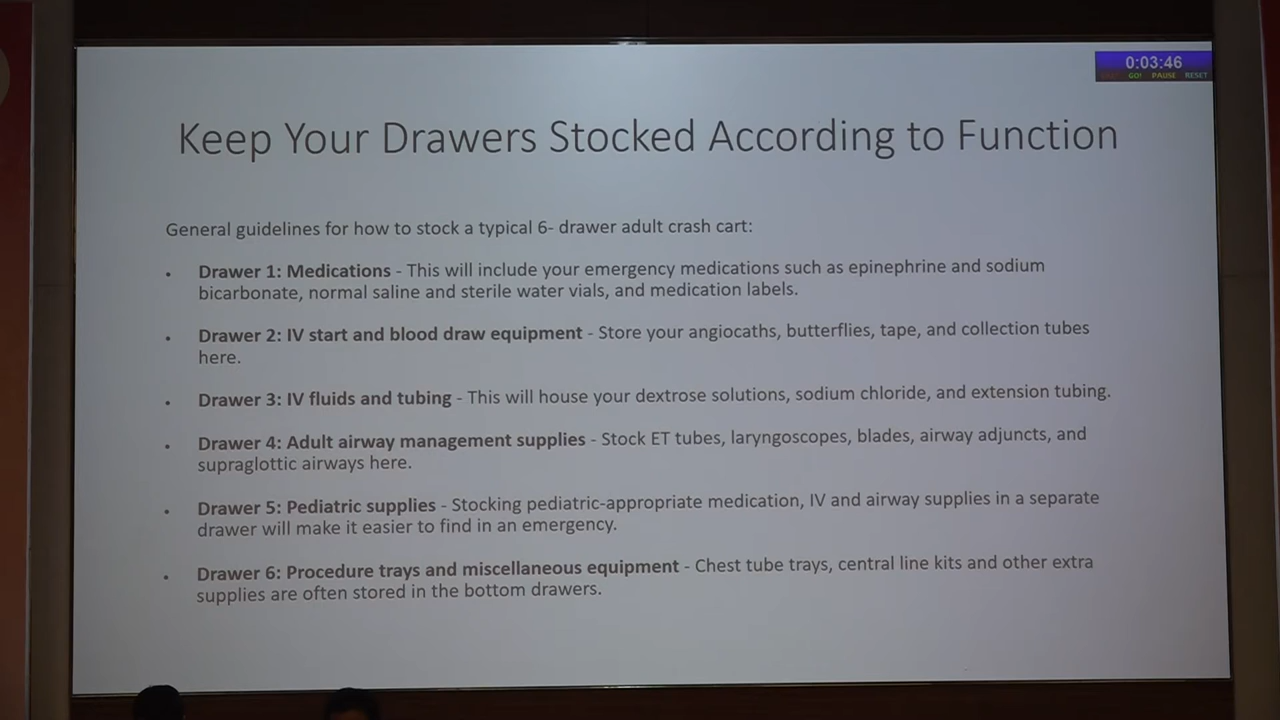 0:03:46
GO! PAUSE RESET
Keep Your Drawers Stocked According to Function
General guidelines for how to stock a typical 6- drawer adult crash cart:
• Drawer 1: Medications - This will include your emergency medications such as epinephrine and sodium
bicarbonate, normal saline and sterile water vials, and medication labels.
• Drawer 2: IV start and blood draw equipment - Store your angiocaths, butterflies, tape, and collection tubes
here.
• Drawer 3: IV fluids and tubing - This will house your dextrose solutions, sodium chloride, and extension tubing.
• Drawer 4: Adult airway management supplies - Stock ET tubes, laryngoscopes, blades, airway adjuncts, and
supraglottic airways here.
• Drawer 5: Pediatric supplies - Stocking pediatric-appropriate medication, IV and airway supplies in a separate
drawer will make it easier to find in an emergency.
• Drawer 6: Procedure trays and miscellaneous equipment - Chest tube trays, central line kits and other extra
supplies are often stored in the bottom drawers.